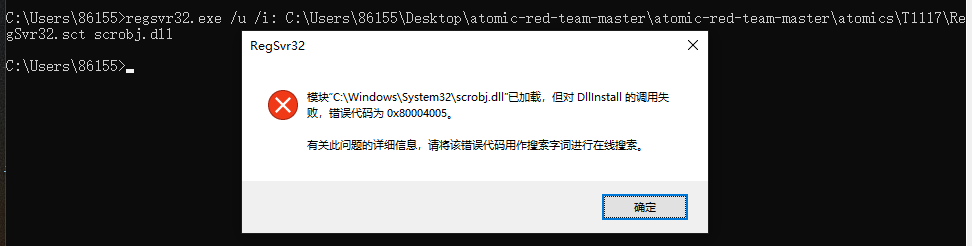 C:\Users\86155>regsvr32.exe /u /i: C:\Users\86155\Desktop\atomic-red-team-master\atomic-red-team-master\atomics\T1117\Re
gSvr32.sct scrobj.dll
C:\Users\86155>
RegSvr32
模块“C:\Windows\System32\scrobj.dll”已加载，但对 DllInstall 的调用失
败，错误代码为 0x80004005。
有关此问题的详细信息，请将该错误代码用作搜索字词进行在线搜索。
确定